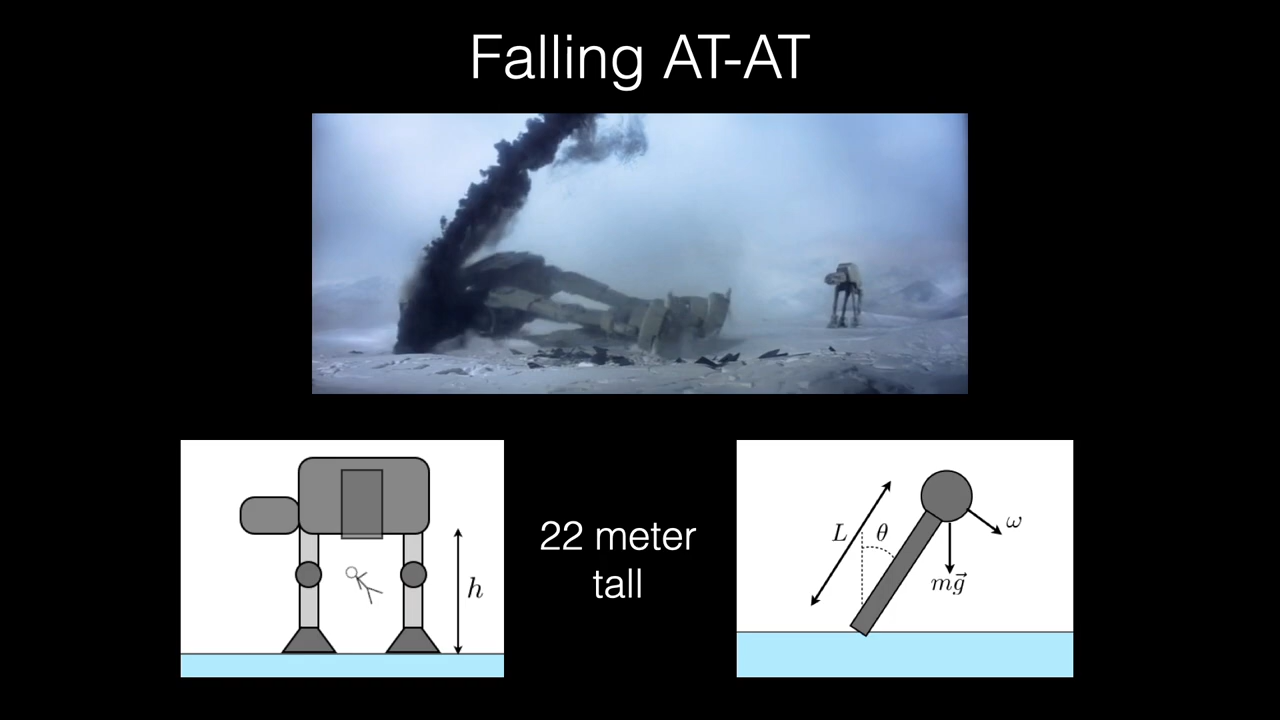 Falling AT-AT
h
22 meter
tall
L
θ
ω
mg⃗